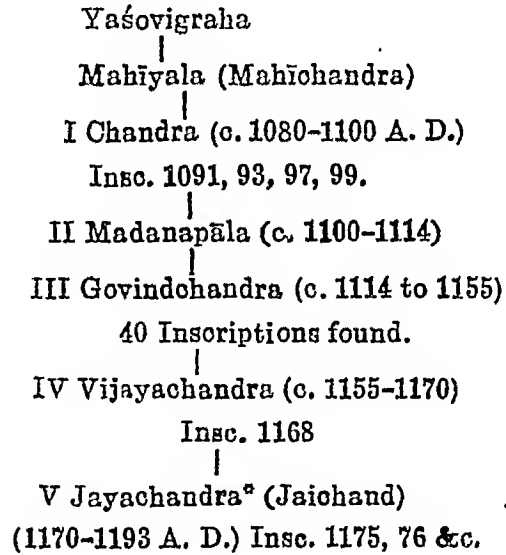 Yaśovigraha
Mahīyala (Mahīchandra)
I Chandra (c. 1080-1100 A. D.)
Insc. 1091, 93, 97, 99.
II Madanapāla (c. 1100-1114)
III Govindchandra (c. 1114 to 1155)
40 Inscriptions found.
IV Vijayachandra (c. 1155-1170)
Insc. 1168
V Jayachandra* (Jaichand)
(1170-1193 A. D.) Insc. 1175, 76 &c.